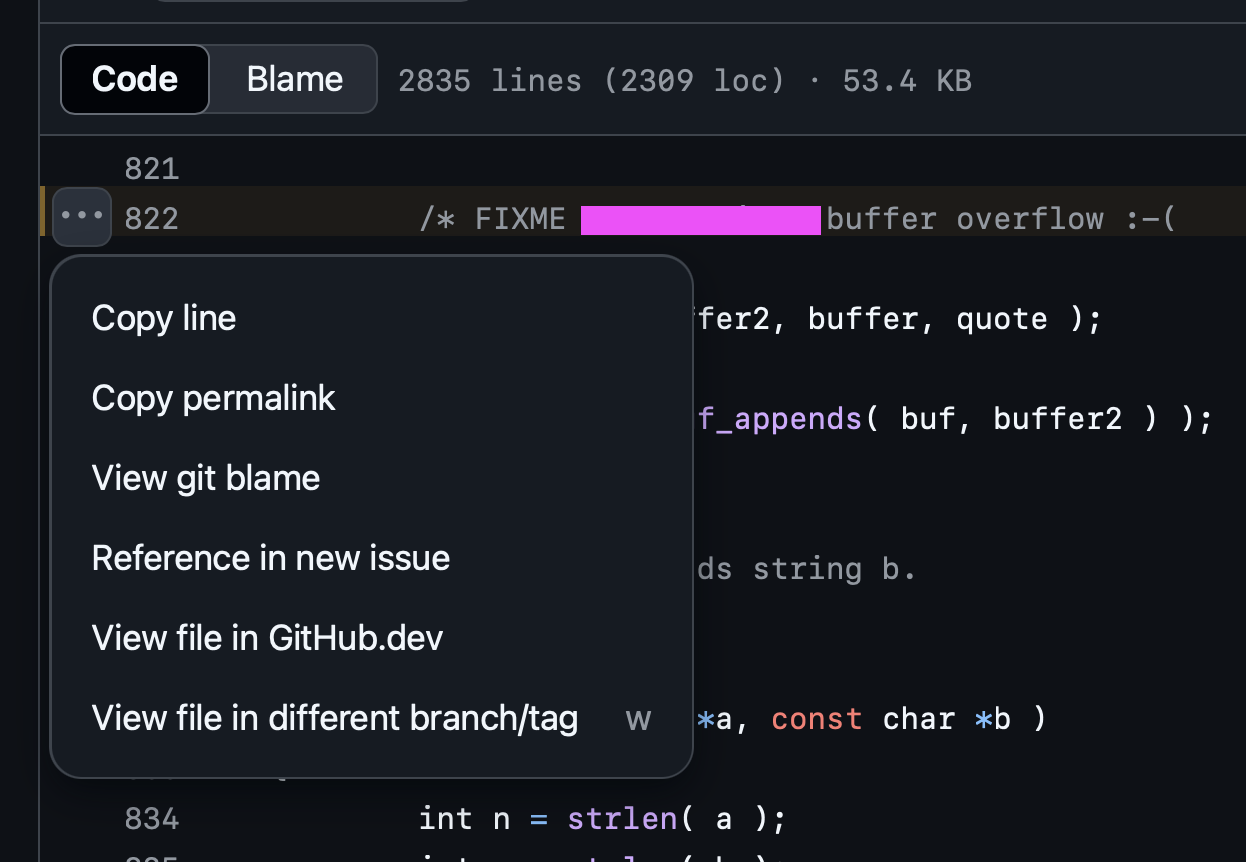 Code Blame 2835 lines (2309 loc) · 53.4 KB
821
822 /* FIXME buffer overflow :-(
Copy line
fer2, buffer, quote );
Copy permalink
f_appends( buf, buffer2 ) );
View git blame
Reference in new issue
ds string b.
View file in GitHub.dev
View file in different branch/tag w
*a, const char *b )
834 int n = strlen( a );